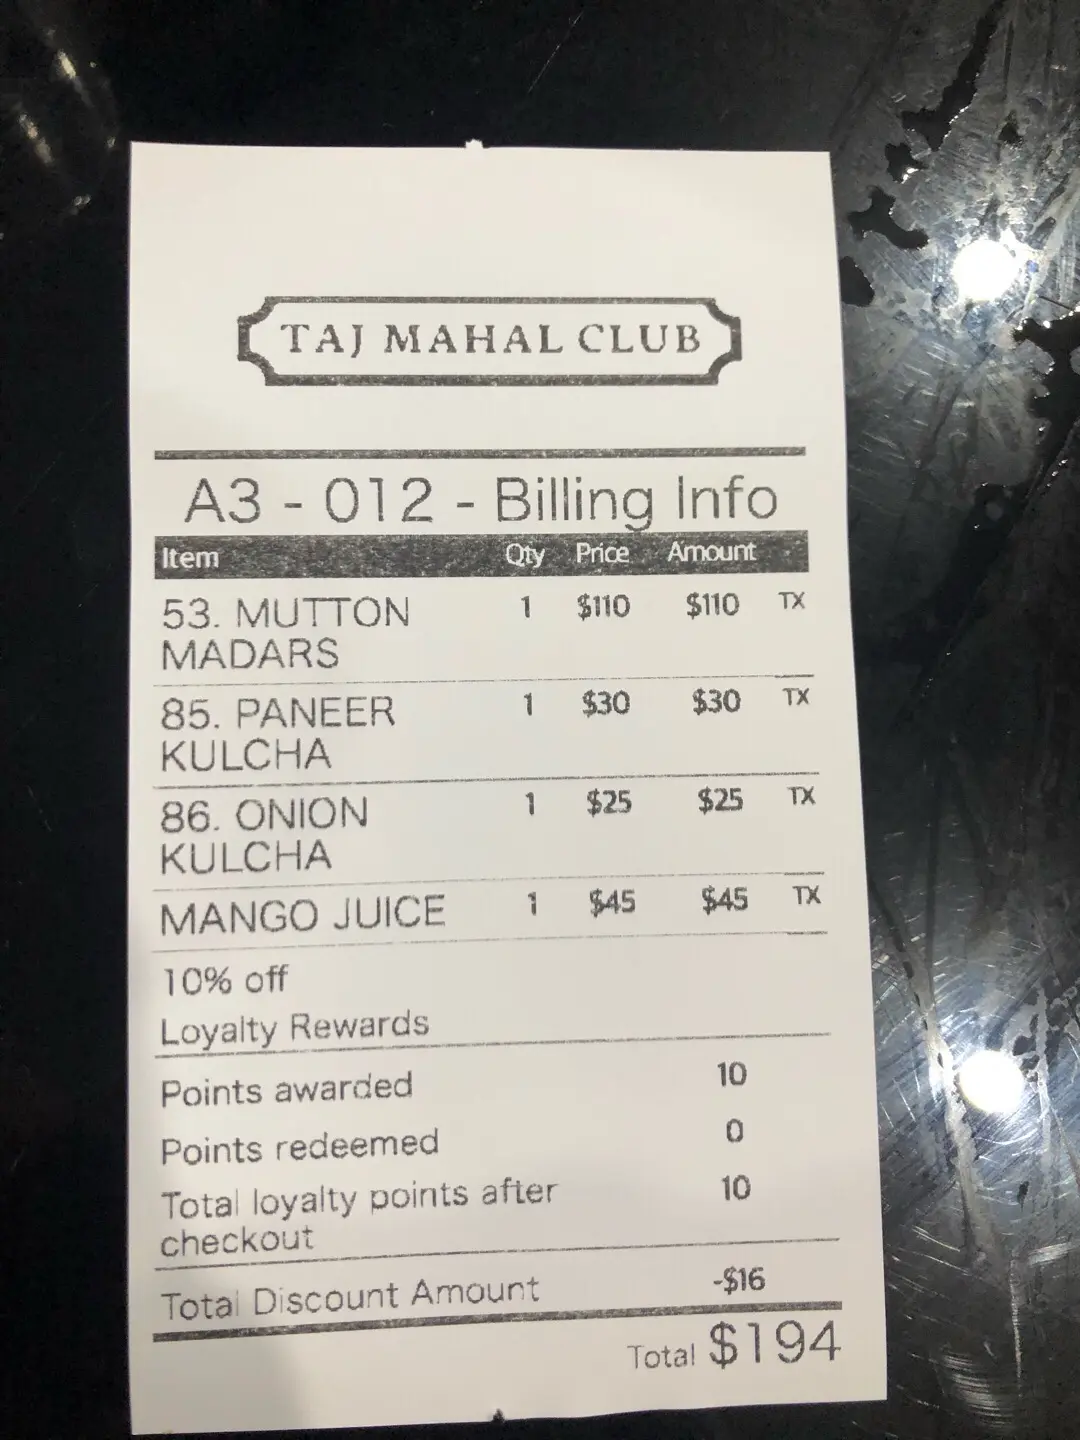 TAJ MAHAL CLUB
A3 - 012 - Billing Info
Item Qty Price Amount
53. MUTTON 1 $110 $110 TX
MADARS
85. PANEER 1 $30 $30 TX
KULCHA
86. ONION 1 $25 $25 TX
KULCHA
MANGO JUICE 1 $45 $45 TX
10% off
Loyalty Rewards
Points awarded 10
Points redeemed 0
Total loyalty points after 10
checkout
Total Discount Amount -$16
Total $194